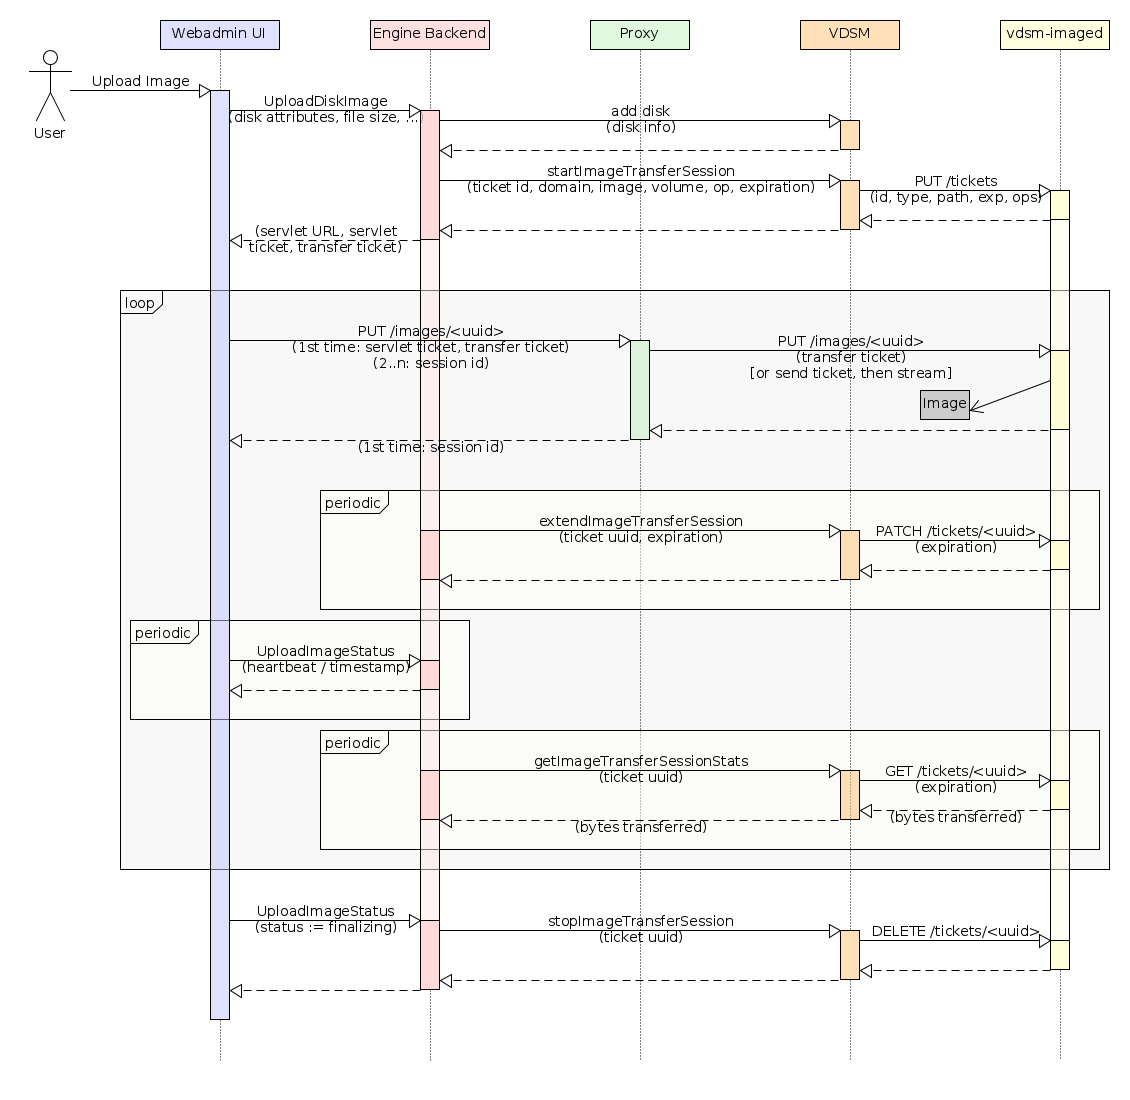 Webadmin UI
Engine Backend
Proxy
VDSM
vdsm-imaged
User
Upload Image
UploadDiskImage
(disk attributes, file size, ...)
add disk
(disk info)
startImageTransferSession
(ticket id, domain, image, volume, op, expiration)
PUT /tickets
(id, type, path, exp, ops)
(servlet URL, servlet
ticket, transfer ticket)
loop
PUT /images/<uuid>
(1st time: servlet ticket, transfer ticket)
(2..n: session id)
PUT /images/<uuid>
(transfer ticket)
[or send ticket, then stream]
Image
(1st time: session id)
periodic
extendImageTransferSession
(ticket uuid, expiration)
PATCH /tickets/<uuid>
(expiration)
periodic
UploadImageStatus
(heartbeat / timestamp)
periodic
getImageTransferSessionStats
(ticket uuid)
GET /tickets/<uuid>
(expiration)
(bytes transferred)
(bytes transferred)
UploadImageStatus
(status := finalizing)
stopImageTransferSession
(ticket uuid)
DELETE /tickets/<uuid>